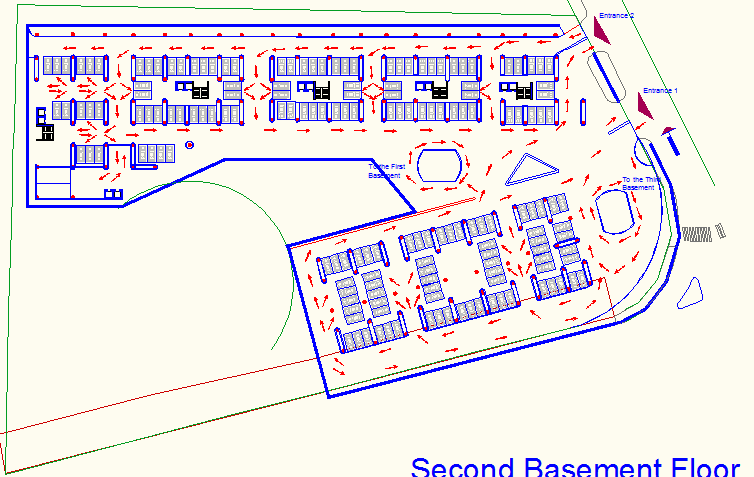 Entrance 2
Entrance 1
To the First
Basement
To the Third
Basement
Second Basement Floor